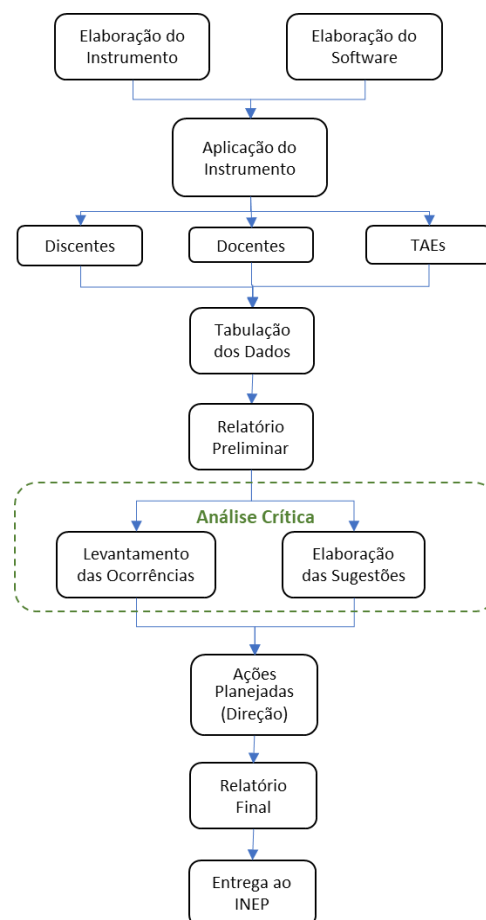 Elaboração do
Instrumento
Elaboração do
Software
Aplicação do
Instrumento
Discentes
Docentes
TAEs
Tabulação
dos Dados
Relatório
Preliminar
Análise Crítica
Levantamento
das Ocorrências
Elaboração
das Sugestões
Ações
Planejadas
(Direção)
Relatório
Final
Entrega ao
INEP